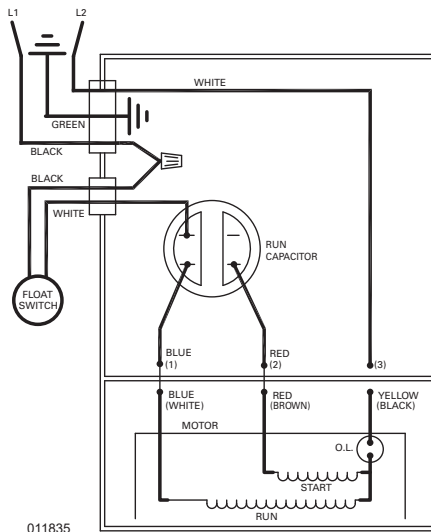 L1
L2
WHITE
GREEN
BLACK
BLACK
WHITE
RUN
CAPACITOR
FLOAT
SWITCH
BLUE
(1)
RED
(2)
(3)
BLUE
(WHITE)
RED
(BROWN)
YELLOW
(BLACK)
MOTOR
O.L.
START
RUN
011835